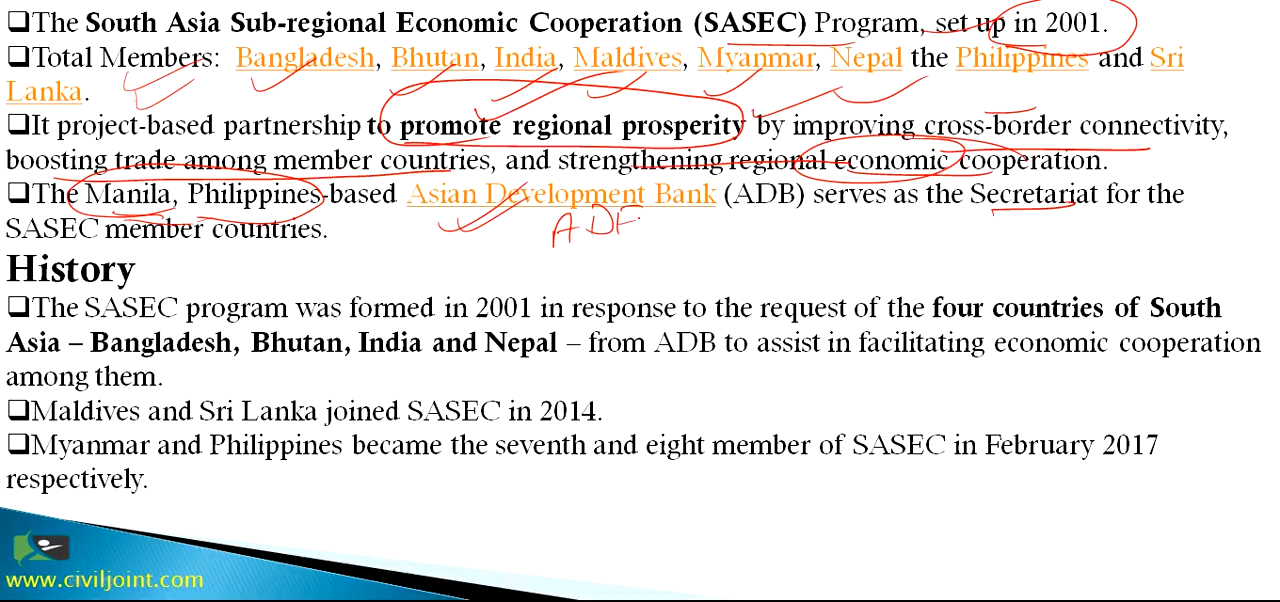 ❑The South Asia Sub-regional Economic Cooperation (SASEC) Program, set up in 2001.
❑Total Members: Bangladesh, Bhutan, India, Maldives, Myanmar, Nepal the Philippines and Sri
Lanka.
❑It project-based partnership to promote regional prosperity by improving cross-border connectivity,
boosting trade among member countries, and strengthening regional economic cooperation.
❑The Manila, Philippines-based Asian Development Bank (ADB) serves as the Secretariat for the
SASEC member countries.
ADF
History
❑The SASEC program was formed in 2001 in response to the request of the four countries of South
Asia – Bangladesh, Bhutan, India and Nepal – from ADB to assist in facilitating economic cooperation
among them.
❑Maldives and Sri Lanka joined SASEC in 2014.
❑Myanmar and Philippines became the seventh and eight member of SASEC in February 2017
respectively.
www.civiljoint.com